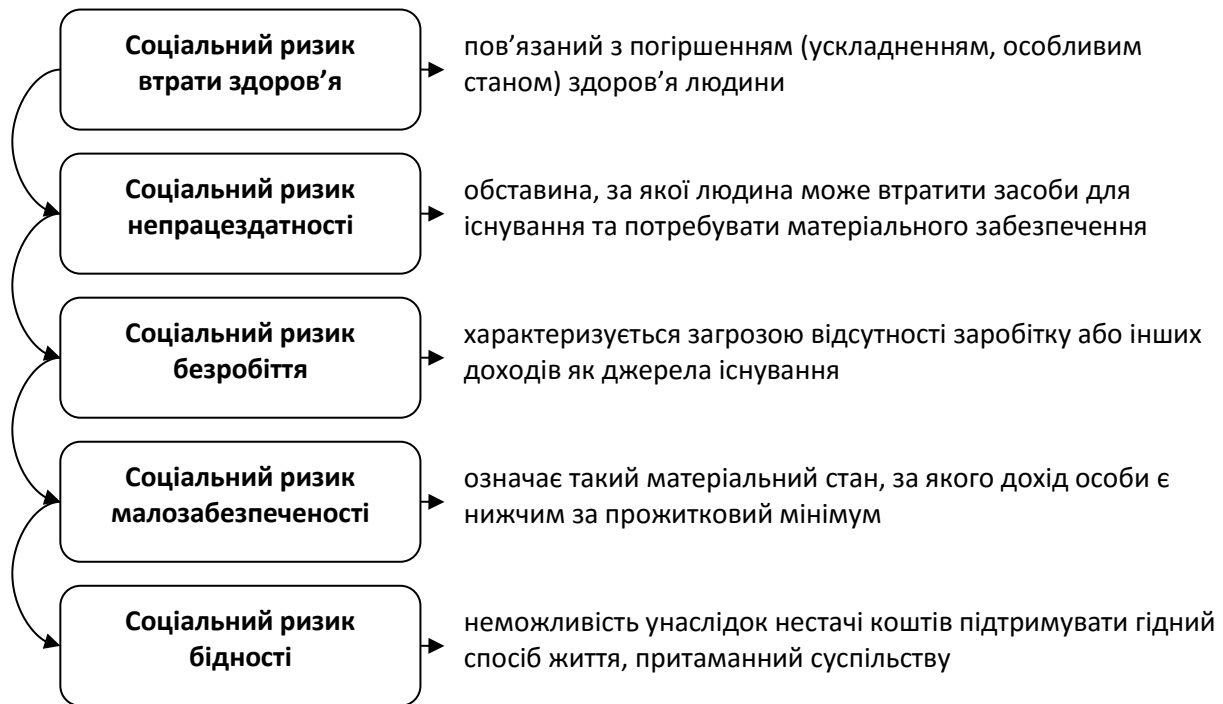 Соціальний ризик
втрати здоров’я
пов’язаний з погіршенням (ускладненням, особливим
станом) здоров’я людини
Соціальний ризик
непрацездатності
обставина, за якої людина може втратити засоби для
існування та потребувати матеріального забезпечення
Соціальний ризик
безробіття
характеризується загрозою відсутності заробітку або інших
доходів як джерела існування
Соціальний ризик
малозабезпеченості
означає такий матеріальний стан, за якого дохід особи є
нижчим за прожитковий мінімум
Соціальний ризик
бідності
неможливість унаслідок нестачі коштів підтримувати гідний
спосіб життя, притаманний суспільству